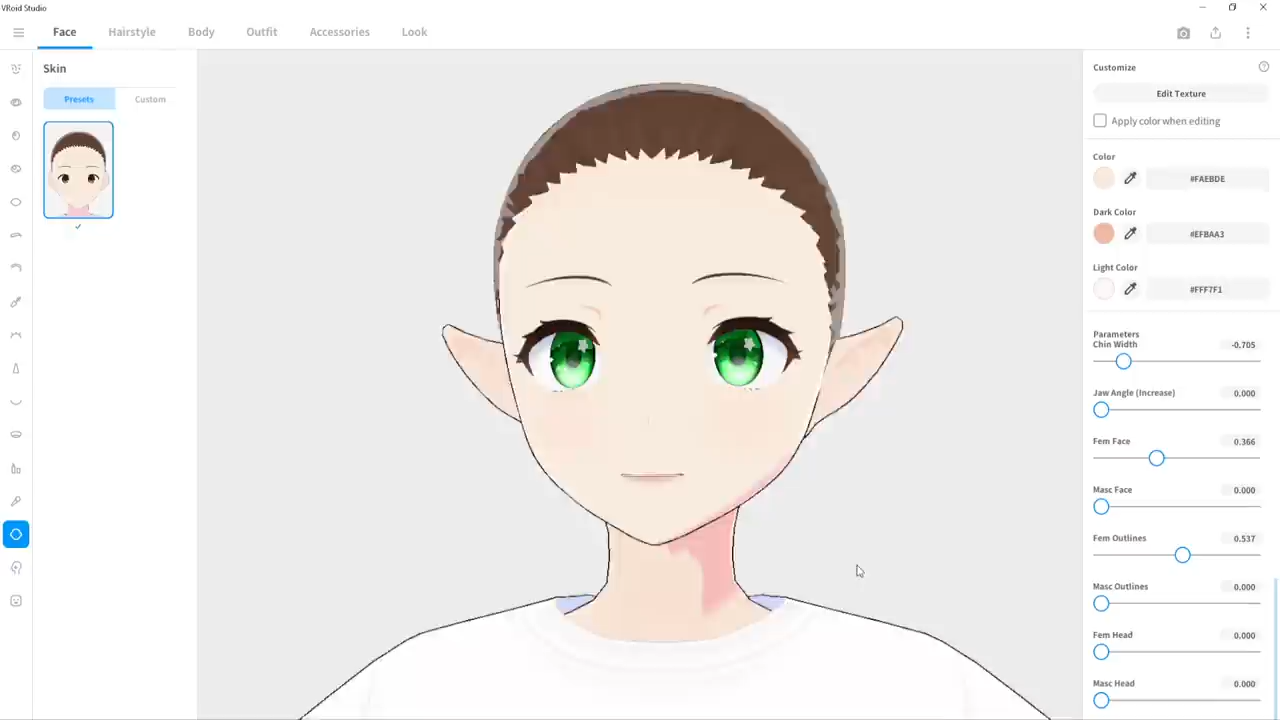 VRoid Studio
Face Hairstyle Body Outfit Accessories Look
Skin
Presets Custom
Customize
Edit Texture
Apply color when editing
Color
#FAEBDE
Dark Color
#EFBAA3
Light Color
#FFF7F1
Parameters
Chin Width -0.705
Jaw Angle (Increase) 0.000
Fem Face 0.366
Masc Face 0.000
Fem Outlines 0.537
Masc Outlines 0.000
Fem Head 0.000
Masc Head 0.000